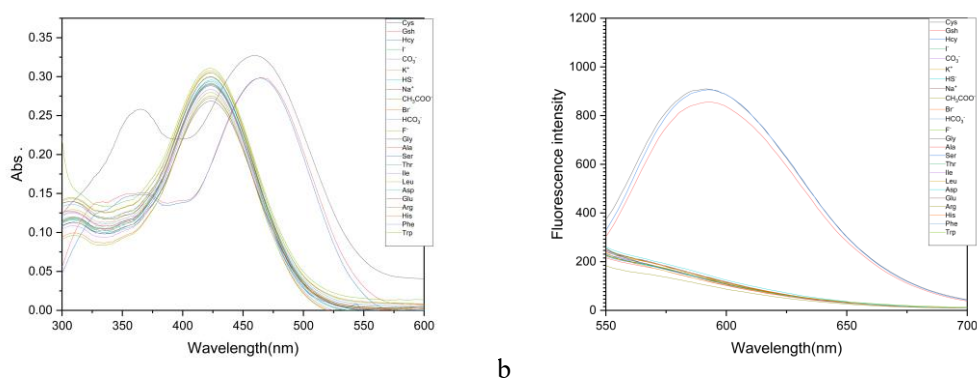 0.35
0.30
0.25
0.20
0.15
0.10
0.05
0.00
Abs .
300
350
400
450
500
550
600
Wavelength(nm)
Cys
Gsh
Hcy
I⁻
CO₃⁻
K⁺
HS⁻
Na⁺
CH₃COO⁻
Br⁻
HCO₃⁻
F⁻
Gly
Ala
Ser
Thr
Ile
Leu
Asp
Glu
Arg
His
Phe
Trp
b
1200
1000
800
600
400
200
0
Fluorescence intensity
550
600
650
700
Wavelength(nm)
Cys
Gsh
Hcy
I⁻
CO₃⁻
K⁺
HS⁻
Na⁺
CH₃COO⁻
Br⁻
HCO₃⁻
F⁻
Gly
Ala
Ser
Thr
Ile
Leu
Asp
Glu
Arg
His
Phe
Trp